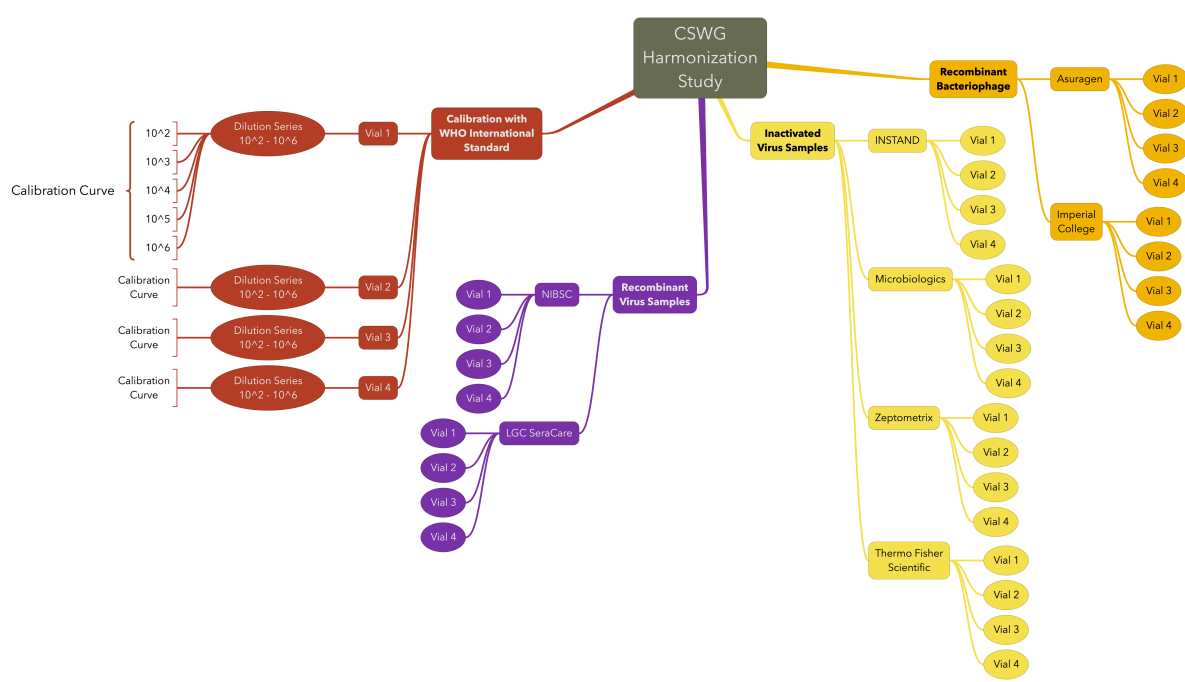 CSWG
Harmonization
Study
Calibration with
WHO International
Standard
Vial 1
Dilution Series
10^2 - 10^6
10^2
10^3
10^4
10^5
10^6
Calibration Curve
Vial 2
Dilution Series
10^2 - 10^6
Calibration
Curve
Vial 3
Dilution Series
10^2 - 10^6
Calibration
Curve
Vial 4
Dilution Series
10^2 - 10^6
Calibration
Curve
Recombinant
Virus Samples
NIBSC
Vial 1
Vial 2
Vial 3
Vial 4
LGC SeraCare
Vial 1
Vial 2
Vial 3
Vial 4
Inactivated
Virus Samples
INSTAND
Vial 1
Vial 2
Vial 3
Vial 4
Microbiologics
Vial 1
Vial 2
Vial 3
Vial 4
Zeptometrix
Vial 1
Vial 2
Vial 3
Vial 4
Thermo Fisher
Scientific
Vial 1
Vial 2
Vial 3
Vial 4
Recombinant
Bacteriophage
Asuragen
Vial 1
Vial 2
Vial 3
Vial 4
Imperial
College
Vial 1
Vial 2
Vial 3
Vial 4